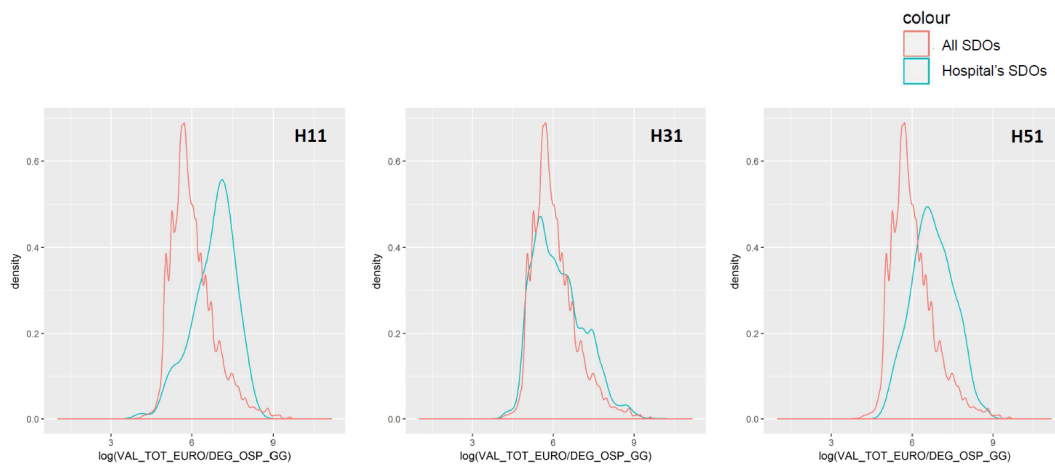 colour
All SDOs
Hospital's SDOs
H11
H31
H51
0.6
0.4
0.2
0.0
density
3 6 9
log(VAL_TOT_EURO/DEG_OSP_GG)
0.6
0.4
0.2
0.0
density
3 6 9
log(VAL_TOT_EURO/DEG_OSP_GG)
0.6
0.4
0.2
0.0
density
3 6 9
log(VAL_TOT_EURO/DEG_OSP_GG)